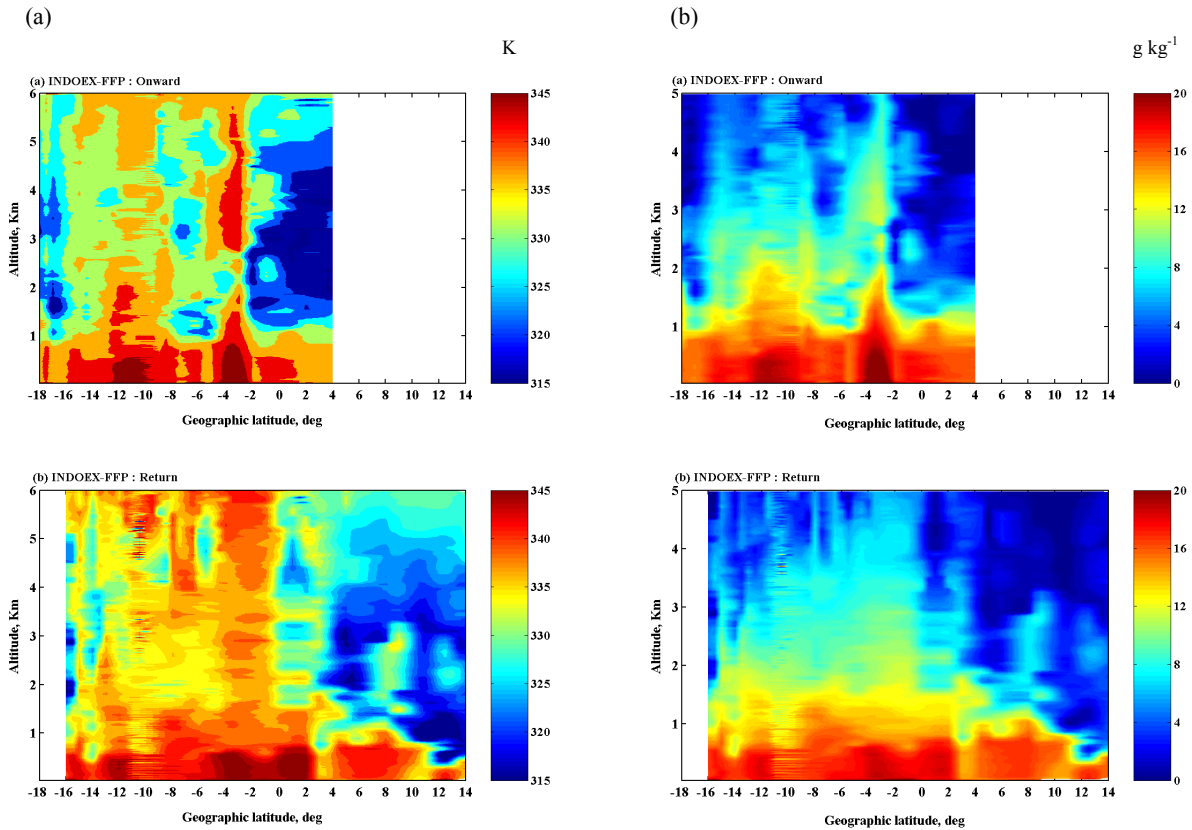 (a)
(b)
K
g kg-1
(a) INDOEX-FFP : Onward
6
5
4
3
2
1
Altitude, Km
-18 -16 -14 -12 -10 -8 -6 -4 -2 0 2 4 6 8 10 12 14
Geographic latitude, deg
345
340
335
330
325
320
315
(a) INDOEX-FFP : Onward
5
4
3
2
1
Altitude, Km
-18 -16 -14 -12 -10 -8 -6 -4 -2 0 2 4 6 8 10 12 14
Geographic latitude, deg
20
16
12
8
4
0
(b) INDOEX-FFP : Return
6
5
4
3
2
1
Altitude, Km
-18 -16 -14 -12 -10 -8 -6 -4 -2 0 2 4 6 8 10 12 14
Geographic latitude, deg
345
340
335
330
325
320
315
(b) INDOEX-FFP : Return
5
4
3
2
1
Altitude, Km
-18 -16 -14 -12 -10 -8 -6 -4 -2 0 2 4 6 8 10 12 14
Geographic latitude, deg
20
16
12
8
4
0